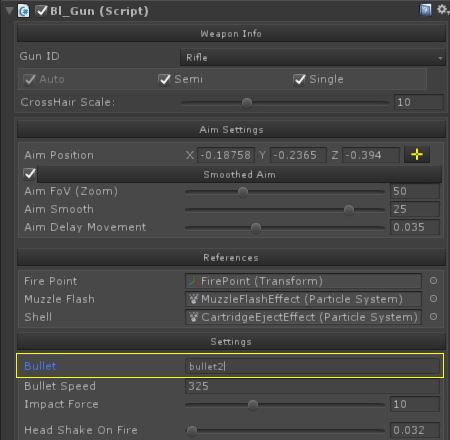 Bl_Gun (Script)
Weapon Info
Gun ID Rifle
Auto Semi Single
CrossHair Scale: 10
Aim Settings
Aim Position X -0.18758 Y -0.2365 Z -0.394
Smoothed Aim
Aim FoV (Zoom) 50
Aim Smooth 25
Aim Delay Movement 0.035
References
Fire Point FirePoint (Transform)
Muzzle Flash MuzzleFlashEffect (Particle System)
Shell CartridgeEjectEffect (Particle System)
Settings
Bullet bullet2
Bullet Speed 325
Impact Force 10
Head Shake On Fire 0.032